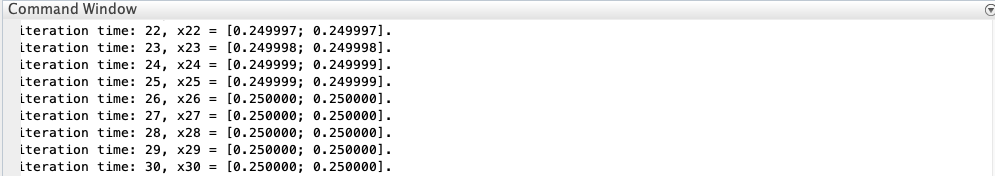 Command Window
iteration time: 22, x22 = [0.249997; 0.249997].
iteration time: 23, x23 = [0.249998; 0.249998].
iteration time: 24, x24 = [0.249999; 0.249999].
iteration time: 25, x25 = [0.249999; 0.249999].
iteration time: 26, x26 = [0.250000; 0.250000].
iteration time: 27, x27 = [0.250000; 0.250000].
iteration time: 28, x28 = [0.250000; 0.250000].
iteration time: 29, x29 = [0.250000; 0.250000].
iteration time: 30, x30 = [0.250000; 0.250000].